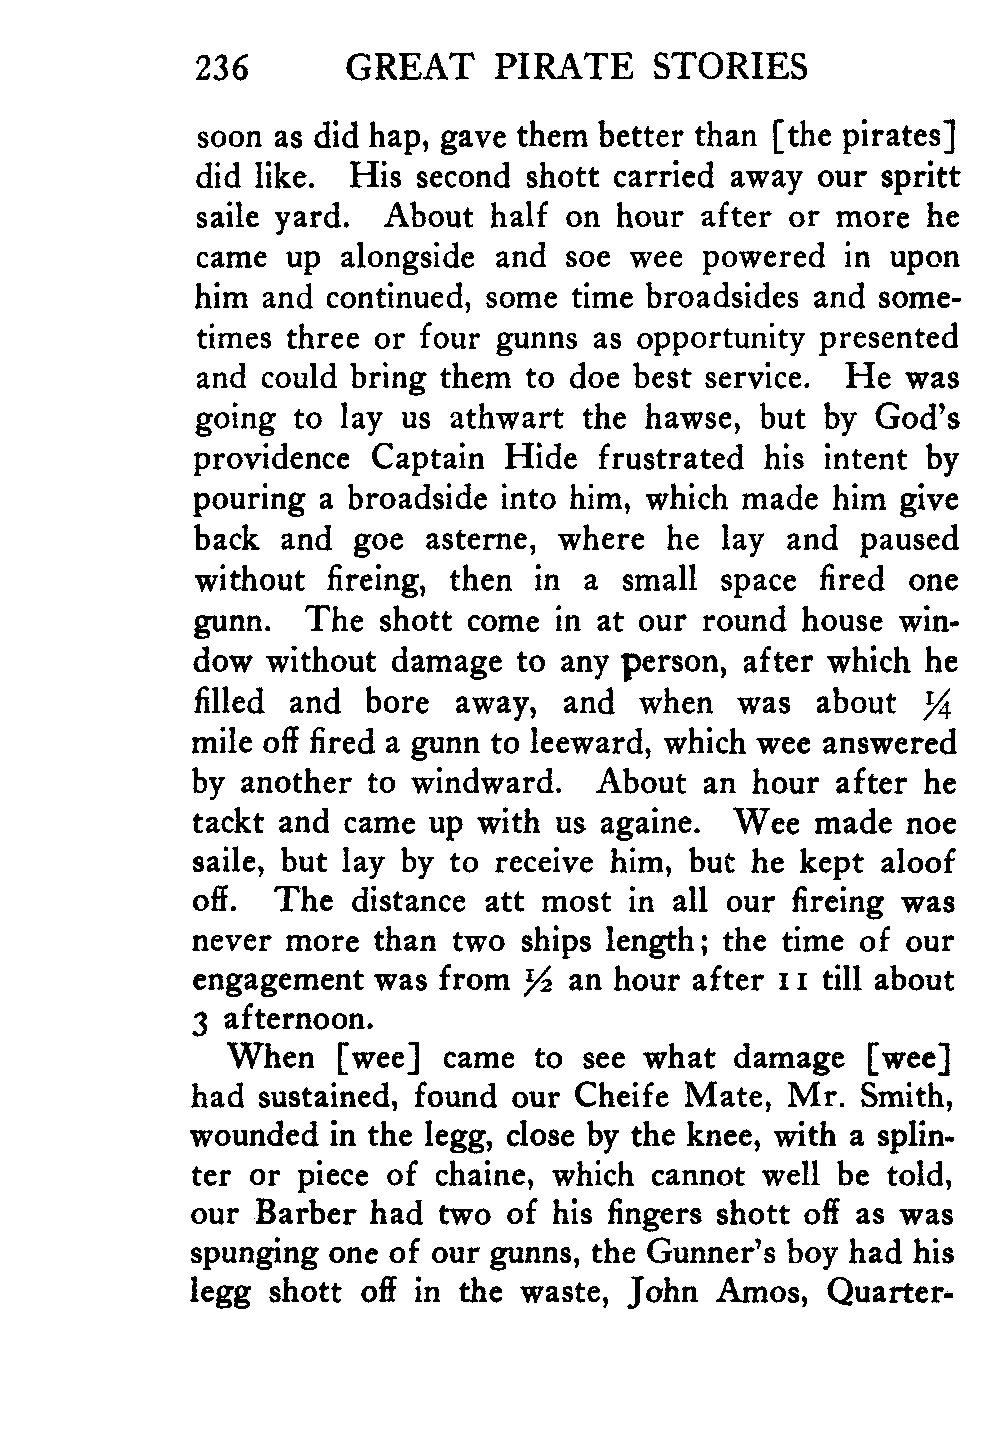 236 GREAT PIRATE STORIES
soon as did hap, gave them better than [the pirates]
did like. His second shott carried away our spritt
saile yard. About half on hour after or more he
came up alongside and soe wee powered in upon
him and continued, some time broadsides and some-
times three or four gunns as opportunity presented
and could bring them to doe best service. He was
going to lay us athwart the hawse, but by God's
providence Captain Hide frustrated his intent by
pouring a broadside into him, which made him give
back and goe asterne, where he lay and paused
without fireing, then in a small space fired one
gunn. The shott come in at our round house win-
dow without damage to any person, after which he
filled and bore away, and when was about ¼
mile off fired a gunn to leeward, which wee answered
by another to windward. About an hour after he
tackt and came up with us againe. Wee made noe
saile, but lay by to receive him, but he kept aloof
off. The distance att most in all our fireing was
never more than two ships length; the time of our
engagement was from ½ an hour after 11 till about
3 afternoon.
When [wee] came to see what damage [wee]
had sustained, found our Cheife Mate, Mr. Smith,
wounded in the legg, close by the knee, with a splin-
ter or piece of chaine, which cannot well be told,
our Barber had two of his fingers shott off as was
spunging one of our gunns, the Gunner's boy had his
legg shott off in the waste, John Amos, Quarter-